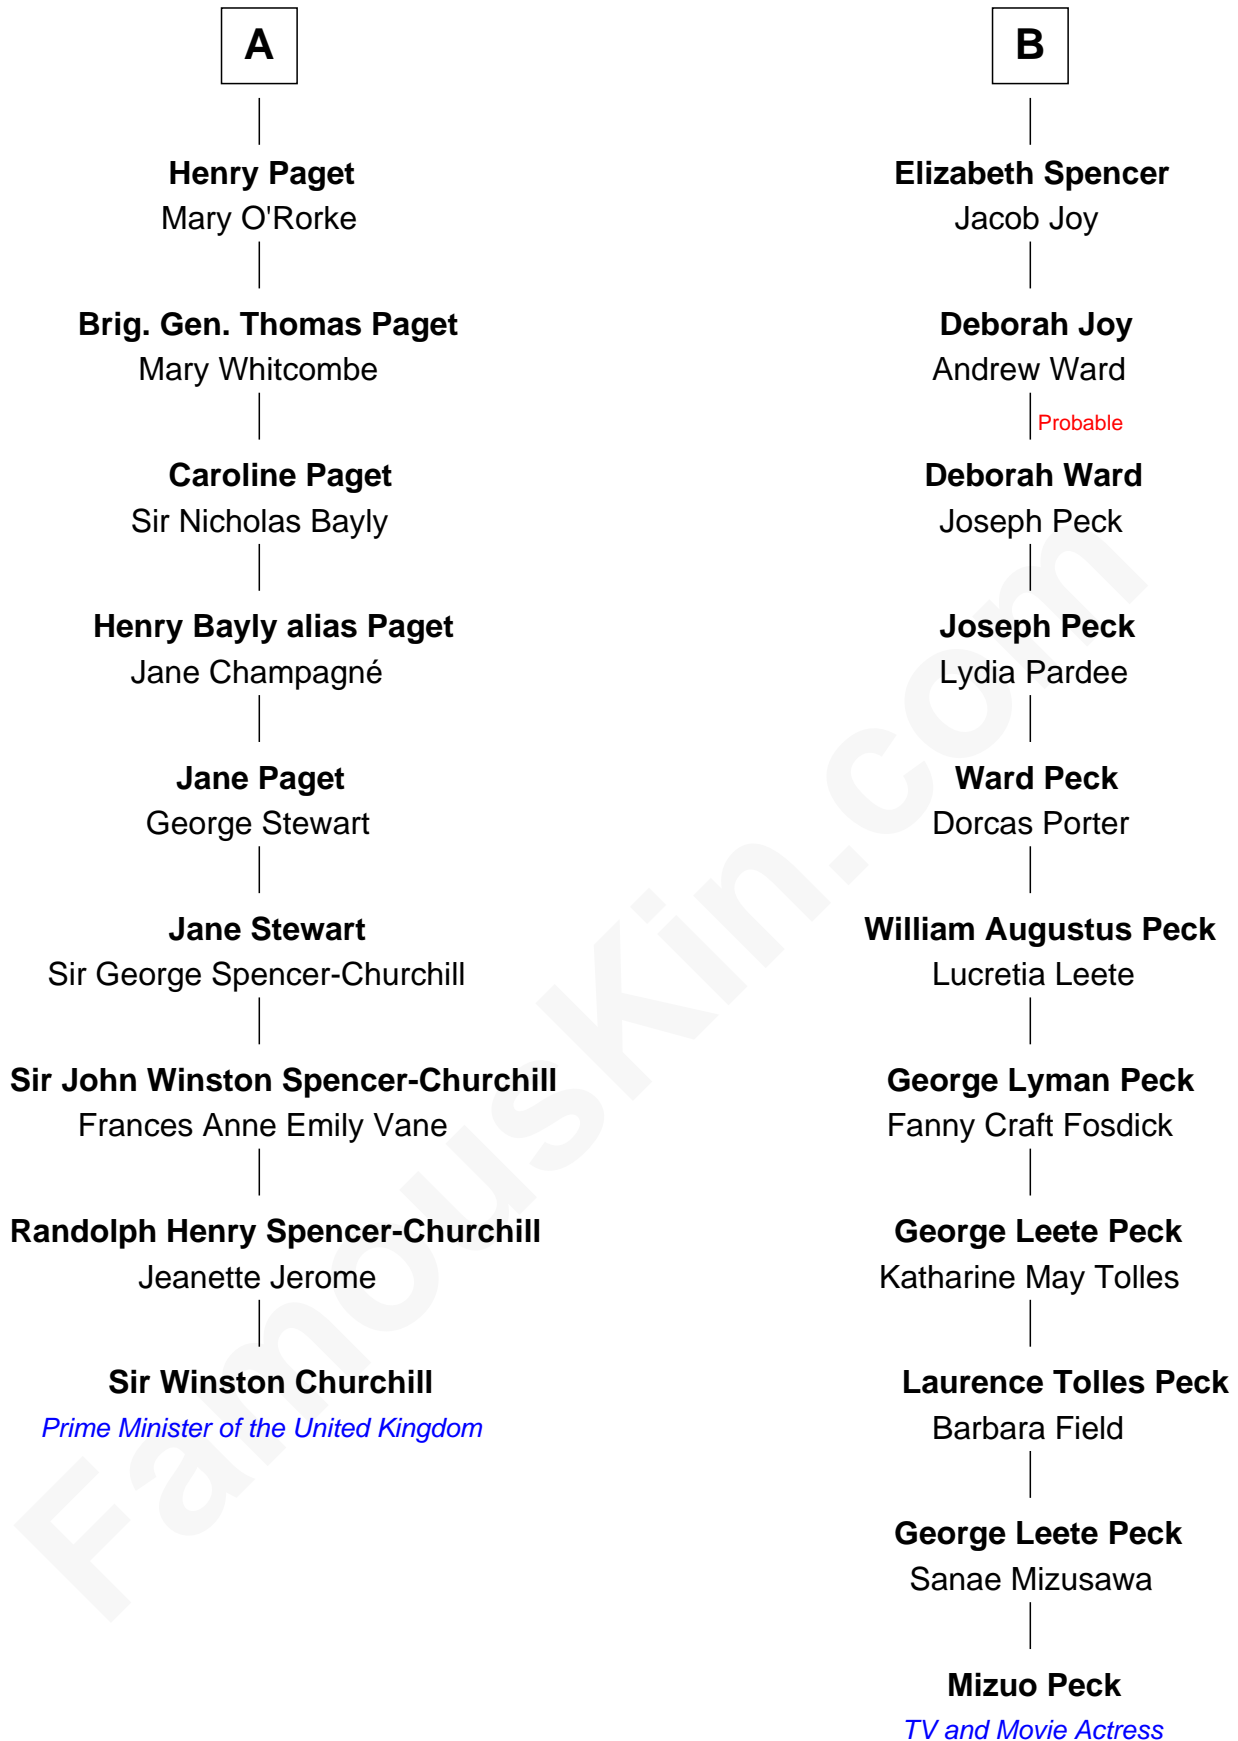 A
Henry Paget
Mary O'Rorke
Brig. Gen. Thomas Paget
Mary Whitcombe
Caroline Paget
Sir Nicholas Bayly
Henry Bayly alias Paget
Jane Champagné
Jane Paget
George Stewart
Jane Stewart
Sir George Spencer-Churchill
Sir John Winston Spencer-Churchill
Frances Anne Emily Vane
Randolph Henry Spencer-Churchill
Jeanette Jerome
Sir Winston Churchill
Prime Minister of the United Kingdom
B
Elizabeth Spencer
Jacob Joy
Deborah Joy
Andrew Ward
Probable
Deborah Ward
Joseph Peck
Joseph Peck
Lydia Pardee
Ward Peck
Dorcas Porter
William Augustus Peck
Lucretia Leete
George Lyman Peck
Fanny Craft Fosdick
George Leete Peck
Katharine May Tolles
Laurence Tolles Peck
Barbara Field
George Leete Peck
Sanae Mizusawa
Mizuo Peck
TV and Movie Actress
FamousKin.com